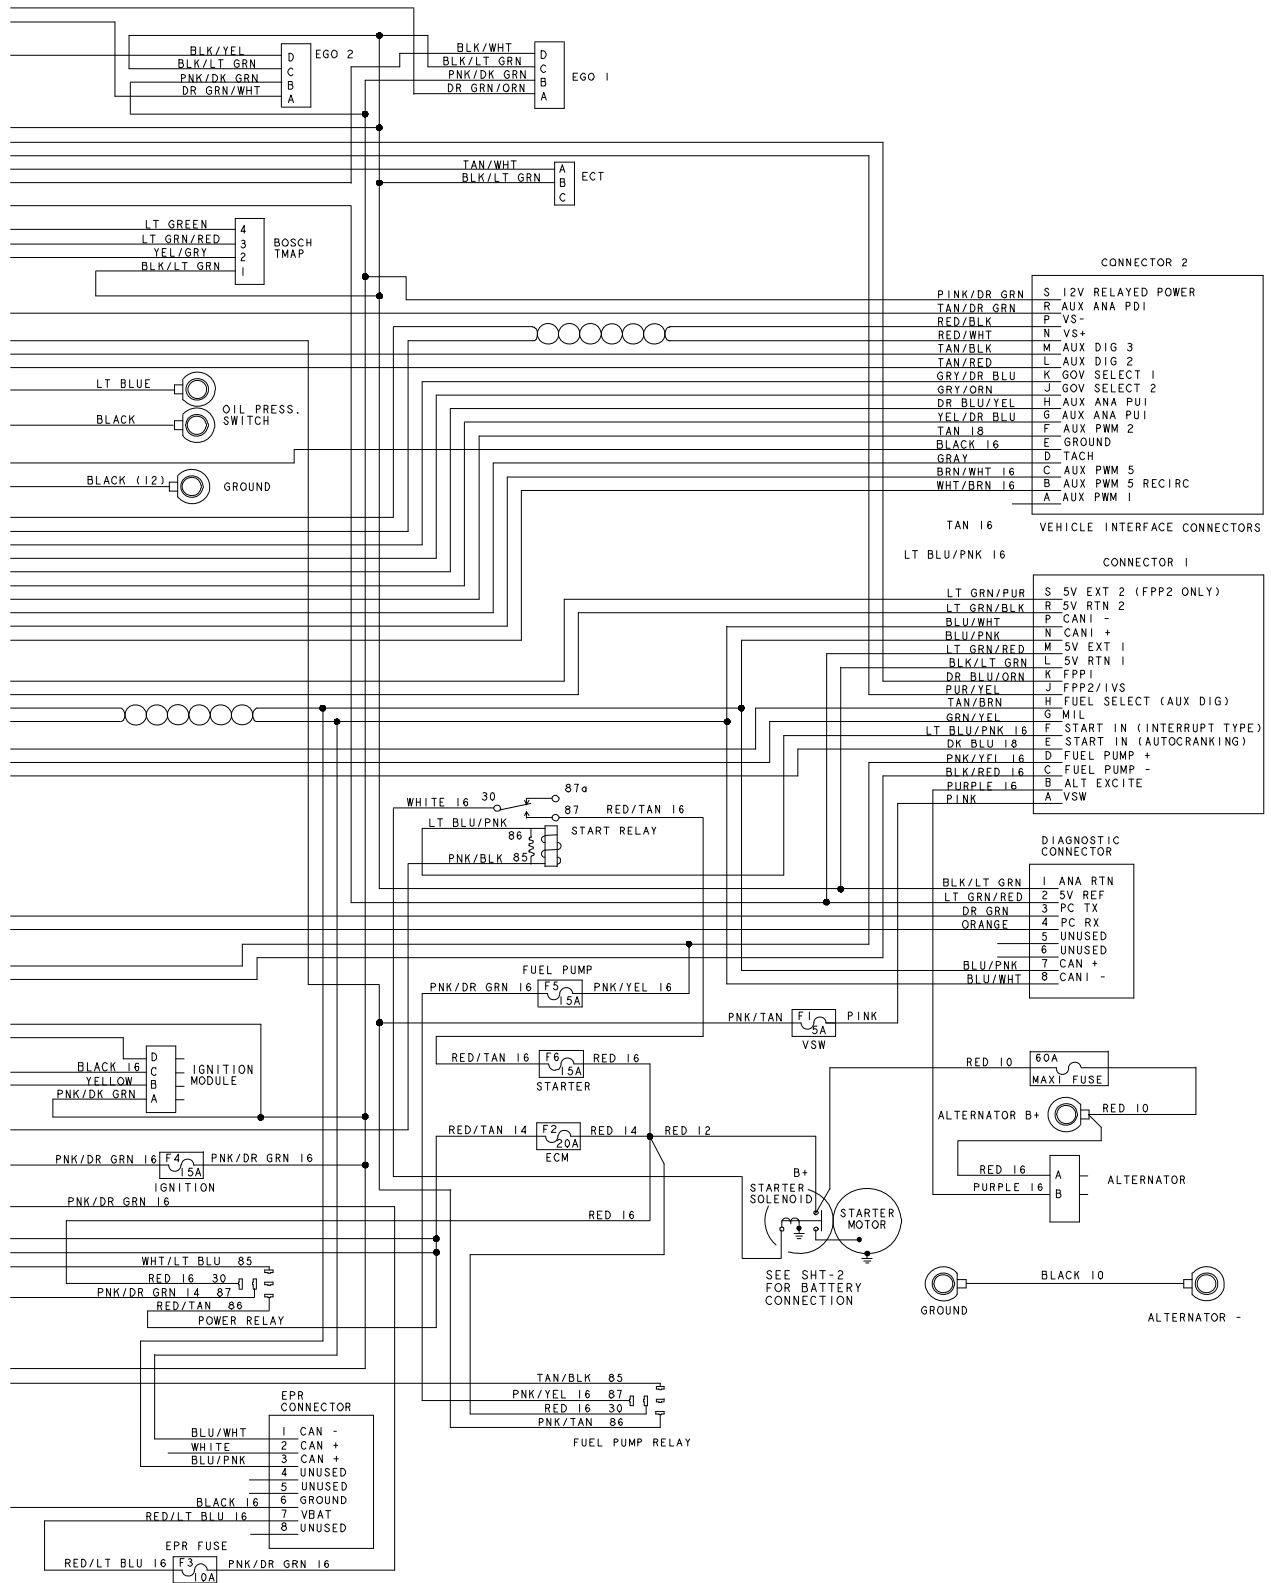 BLK/YEL
BLK/LT GRN
PNK/DK GRN
DR GRN/WHT
D
C
B
A
EGO 2
BLK/WHT
BLK/LT GRN
PNK/DK GRN
DR GRN/ORN
D
C
B
A
EGO 1
TAN/WHT
BLK/LT GRN
A
B
C
ECT
LT GREEN
LT GRN/RED
YEL/GRY
BLK/LT GRN
4
3
2
1
BOSCH
TMAP
CONNECTOR 2
PINK/DR GRN S 12V RELAYED POWER
TAN/DR GRN R AUX ANA PD1
RED/BLK P VS-
RED/WHT N VS+
TAN/BLK M AUX DIG 3
TAN/RED L AUX DIG 2
GRY/DR BLU K GOV SELECT 1
GRY/ORN J GOV SELECT 2
DR BLU/YEL H AUX ANA PU1
YEL/DR BLU G AUX ANA PU1
TAN 18 F AUX PWM 2
BLACK 16 E GROUND
GRAY D TACH
BRN/WHT 16 C AUX PWM 5
WHT/BRN 16 B AUX PWM 5 RECIRC
A AUX PWM 1
TAN 16
VEHICLE INTERFACE CONNECTORS
LT BLU/PNK 16
LT BLUE
BLACK
OIL PRESS.
SWITCH
BLACK (12)
GROUND
CONNECTOR 1
LT GRN/PUR S 5V EXT 2 (FPP2 ONLY)
LT GRN/BLK R 5V RTN 2
BLU/WHT P CAN1 -
BLU/PNK N CAN1 +
LT GRN/RED M 5V EXT 1
BLK/LT GRN L 5V RTN 1
DR BLU/ORN K FPP1
PUR/YEL J FPP2/IVS
TAN/BRN H FUEL SELECT (AUX DIG)
GRN/YEL G MIL
LT BLU/PNK 16 F START IN (INTERRUPT TYPE)
DK BLU 18 E START IN (AUTOCRANKING)
PNK/YEL 16 D FUEL PUMP +
BLK/RED 16 C FUEL PUMP -
PURPLE 16 B ALT EXCITE
PINK A VSW
WHITE 16
30
87a
87
RED/TAN 16
LT BLU/PNK
86
START RELAY
PNK/BLK
85
DIAGNOSTIC
CONNECTOR
BLK/LT GRN 1 ANA RTN
LT GRN/RED 2 5V REF
DR GRN 3 PC TX
ORANGE 4 PC RX
5 UNUSED
6 UNUSED
BLU/PNK 7 CAN +
BLU/WHT 8 CAN1 -
FUEL PUMP
PNK/DR GRN 16
F5
15A
PNK/YEL 16
PNK/TAN
F1
5A
PINK
VSW
RED/TAN 16
F6
15A
RED 16
STARTER
RED 10
60A
MAXI FUSE
D
BLACK 16 C
YELLOW B
PNK/DK GRN A
IGNITION
MODULE
ALTERNATOR B+
RED 10
RED/TAN 14
F2
20A
RED 14
RED 12
ECM
PNK/DR GRN 16
F4
15A
PNK/DR GRN 16
IGNITION
RED 16 A
PURPLE 16 B
ALTERNATOR
B+
STARTER
SOLENOID
STARTER
MOTOR
PNK/DR GRN 16
RED 16
WHT/LT BLU 85
RED 16 30
PNK/DR GRN 14 87
RED/TAN 86
POWER RELAY
SEE SHT-2
FOR BATTERY
CONNECTION
BLACK 10
GROUND
ALTERNATOR -
TAN/BLK 85
PNK/YEL 16 87
RED 16 30
PNK/TAN 86
FUEL PUMP RELAY
EPR
CONNECTOR
BLU/WHT 1 CAN -
WHITE 2 CAN +
BLU/PNK 3 CAN +
4 UNUSED
5 UNUSED
BLACK 16 6 GROUND
RED/LT BLU 16 7 VBAT
8 UNUSED
EPR FUSE
RED/LT BLU 16
F3
10A
PNK/DR GRN 16